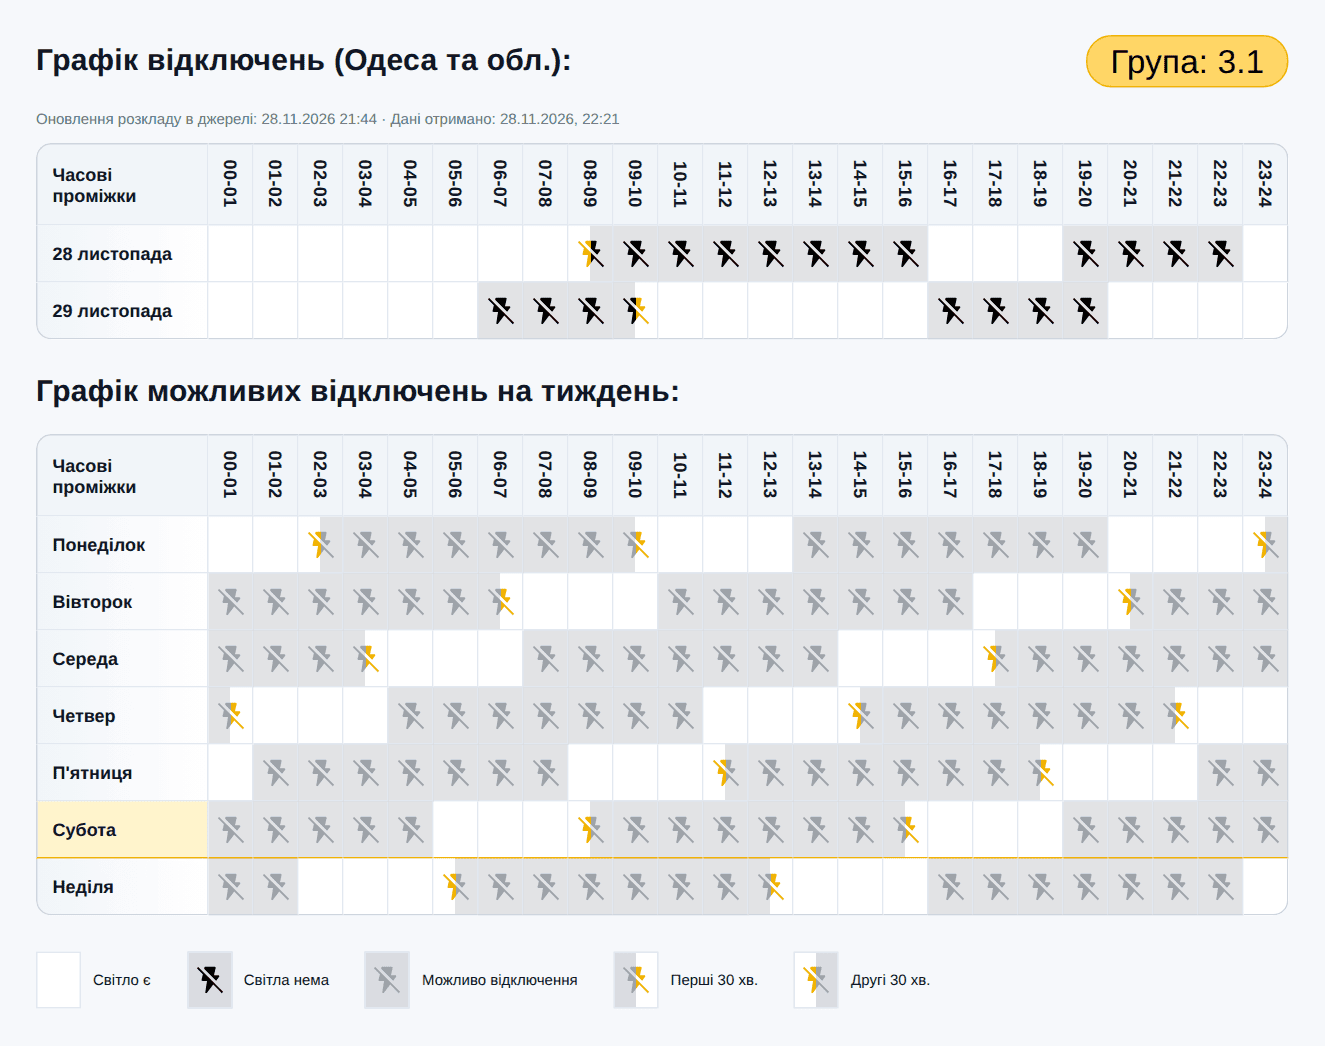 Графік відключень (Одеса та обл.):
Група: 3.1
Оновлення розкладу в джерелі: 28.11.2026 21:44 · Дані отримано: 28.11.2026, 22:21
Часові проміжки 00-01 01-02 02-03 03-04 04-05 05-06 06-07 07-08 08-09 09-10 10-11 11-12 12-13 13-14 14-15 15-16 16-17 17-18 18-19 19-20 20-21 21-22 22-23 23-24
28 листопада
29 листопада
Графік можливих відключень на тиждень:
Часові проміжки 00-01 01-02 02-03 03-04 04-05 05-06 06-07 07-08 08-09 09-10 10-11 11-12 12-13 13-14 14-15 15-16 16-17 17-18 18-19 19-20 20-21 21-22 22-23 23-24
Понеділок
Вівторок
Середа
Четвер
П'ятниця
Субота
Неділя
Світло є
Світла нема
Можливо відключення
Перші 30 хв.
Другі 30 хв.